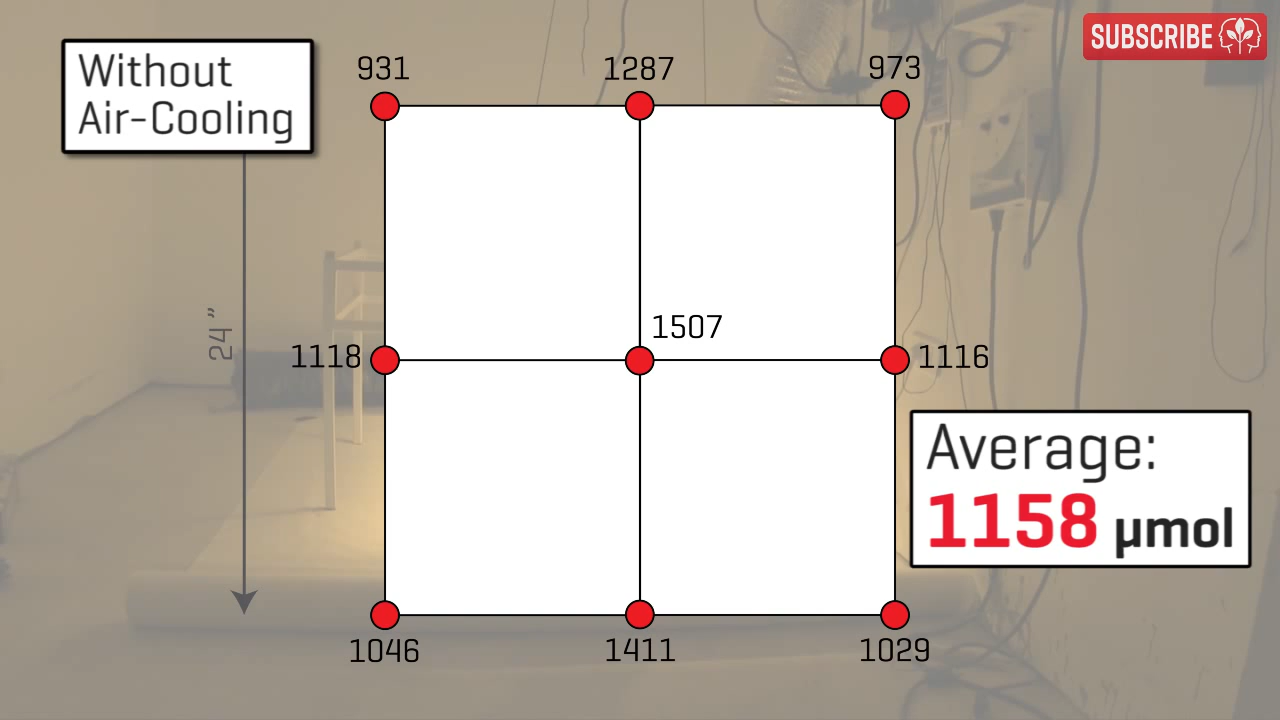 SUBSCRIBE
Without
Air-Cooling
931
1287
973
24"
1118
1507
1116
Average:
1158 µmol
1046
1411
1029